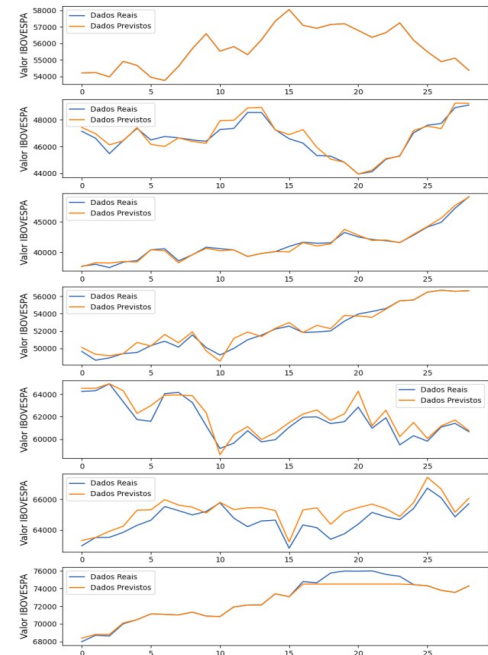 58000
57000
56000
55000
54000
Valor IBOVESPA
Dados Reais
Dados Previstos
0 5 10 15 20 25
48000
46000
44000
Valor IBOVESPA
Dados Reais
Dados Previstos
0 5 10 15 20 25
45000
40000
Valor IBOVESPA
Dados Reais
Dados Previstos
0 5 10 15 20 25
56000
54000
52000
50000
Valor IBOVESPA
Dados Reais
Dados Previstos
0 5 10 15 20 25
64000
62000
60000
Valor IBOVESPA
Dados Reais
Dados Previstos
0 5 10 15 20 25
66000
64000
Valor IBOVESPA
Dados Reais
Dados Previstos
0 5 10 15 20 25
76000
74000
72000
70000
68000
Valor IBOVESPA
Dados Reais
Dados Previstos
0 5 10 15 20 25